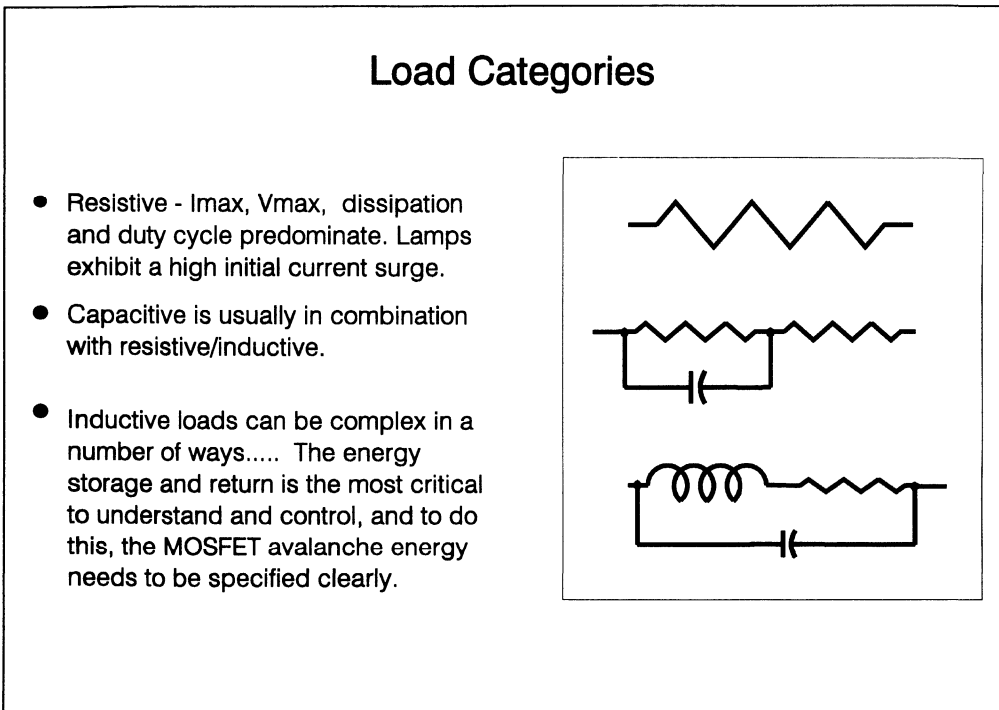 Load Categories
● Resistive - Imax, Vmax, dissipation
and duty cycle predominate. Lamps
exhibit a high initial current surge.
● Capacitive is usually in combination
with resistive/inductive.
● Inductive loads can be complex in a
number of ways..... The energy
storage and return is the most critical
to understand and control, and to do
this, the MOSFET avalanche energy
needs to be specified clearly.